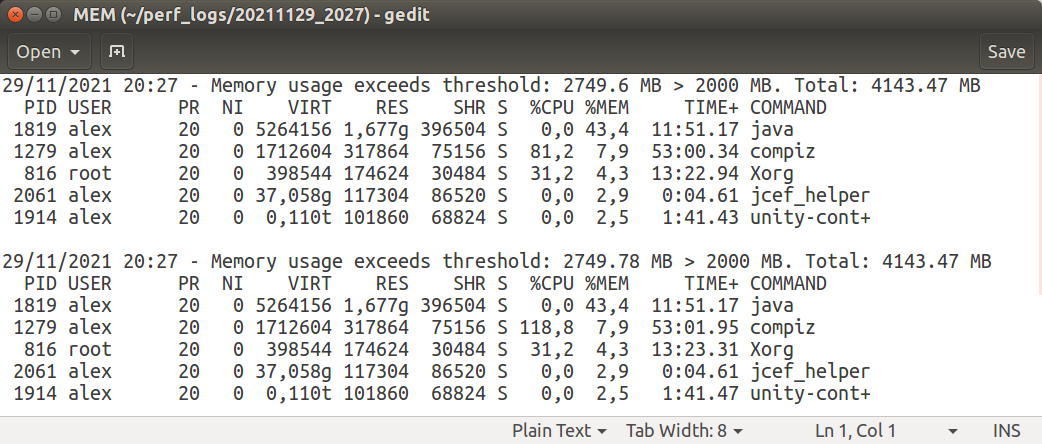 MEM (~/perf_logs/20211129_2027) - gedit
Open Save
29/11/2021 20:27 - Memory usage exceeds threshold: 2749.6 MB > 2000 MB. Total: 4143.47 MB
  PID USER      PR  NI    VIRT    RES    SHR S  %CPU %MEM     TIME+ COMMAND
 1819 alex      20   0 5264156 1,677g 396504 S   0,0 43,4  11:51.17 java
 1279 alex      20   0 1712604 317864  75156 S  81,2  7,9  53:00.34 compiz
  816 root      20   0  398544 174624  30484 S  31,2  4,3  13:22.94 Xorg
 2061 alex      20   0 37,058g 117304  86520 S   0,0  2,9   0:04.61 jcef_helper
 1914 alex      20   0  0,110t 101860  68824 S   0,0  2,5   1:41.43 unity-cont+

29/11/2021 20:27 - Memory usage exceeds threshold: 2749.78 MB > 2000 MB. Total: 4143.47 MB
  PID USER      PR  NI    VIRT    RES    SHR S  %CPU %MEM     TIME+ COMMAND
 1819 alex      20   0 5264156 1,677g 396504 S   0,0 43,4  11:51.17 java
 1279 alex      20   0 1712604 317864  75156 S 118,8  7,9  53:01.95 compiz
  816 root      20   0  398544 174624  30484 S  31,2  4,3  13:23.31 Xorg
 2061 alex      20   0 37,058g 117304  86520 S   0,0  2,9   0:04.61 jcef_helper
 1914 alex      20   0  0,110t 101860  68824 S   0,0  2,5   1:41.47 unity-cont+
Plain Text Tab Width: 8 Ln 1, Col 1 INS